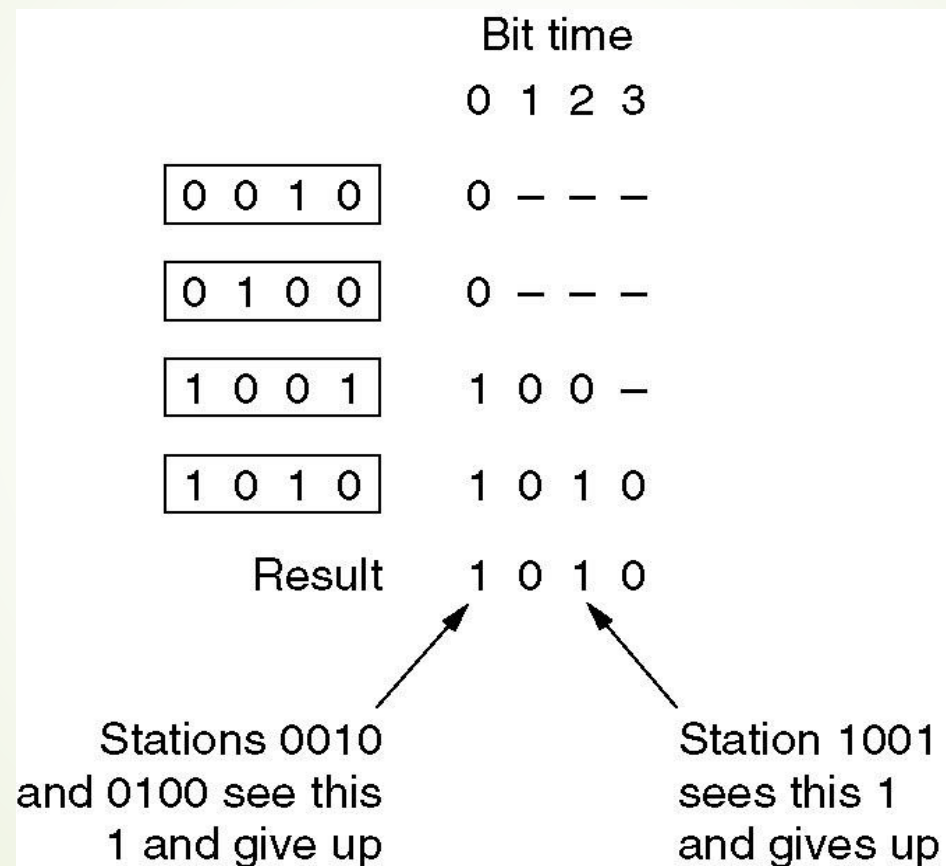 Bit time
0 1 2 3
0 0 1 0 0 – – –
0 1 0 0 0 – – –
1 0 0 1 1 0 0 –
1 0 1 0 1 0 1 0
Result 1 0 1 0
Stations 0010
and 0100 see this
1 and give up
Station 1001
sees this 1
and gives up